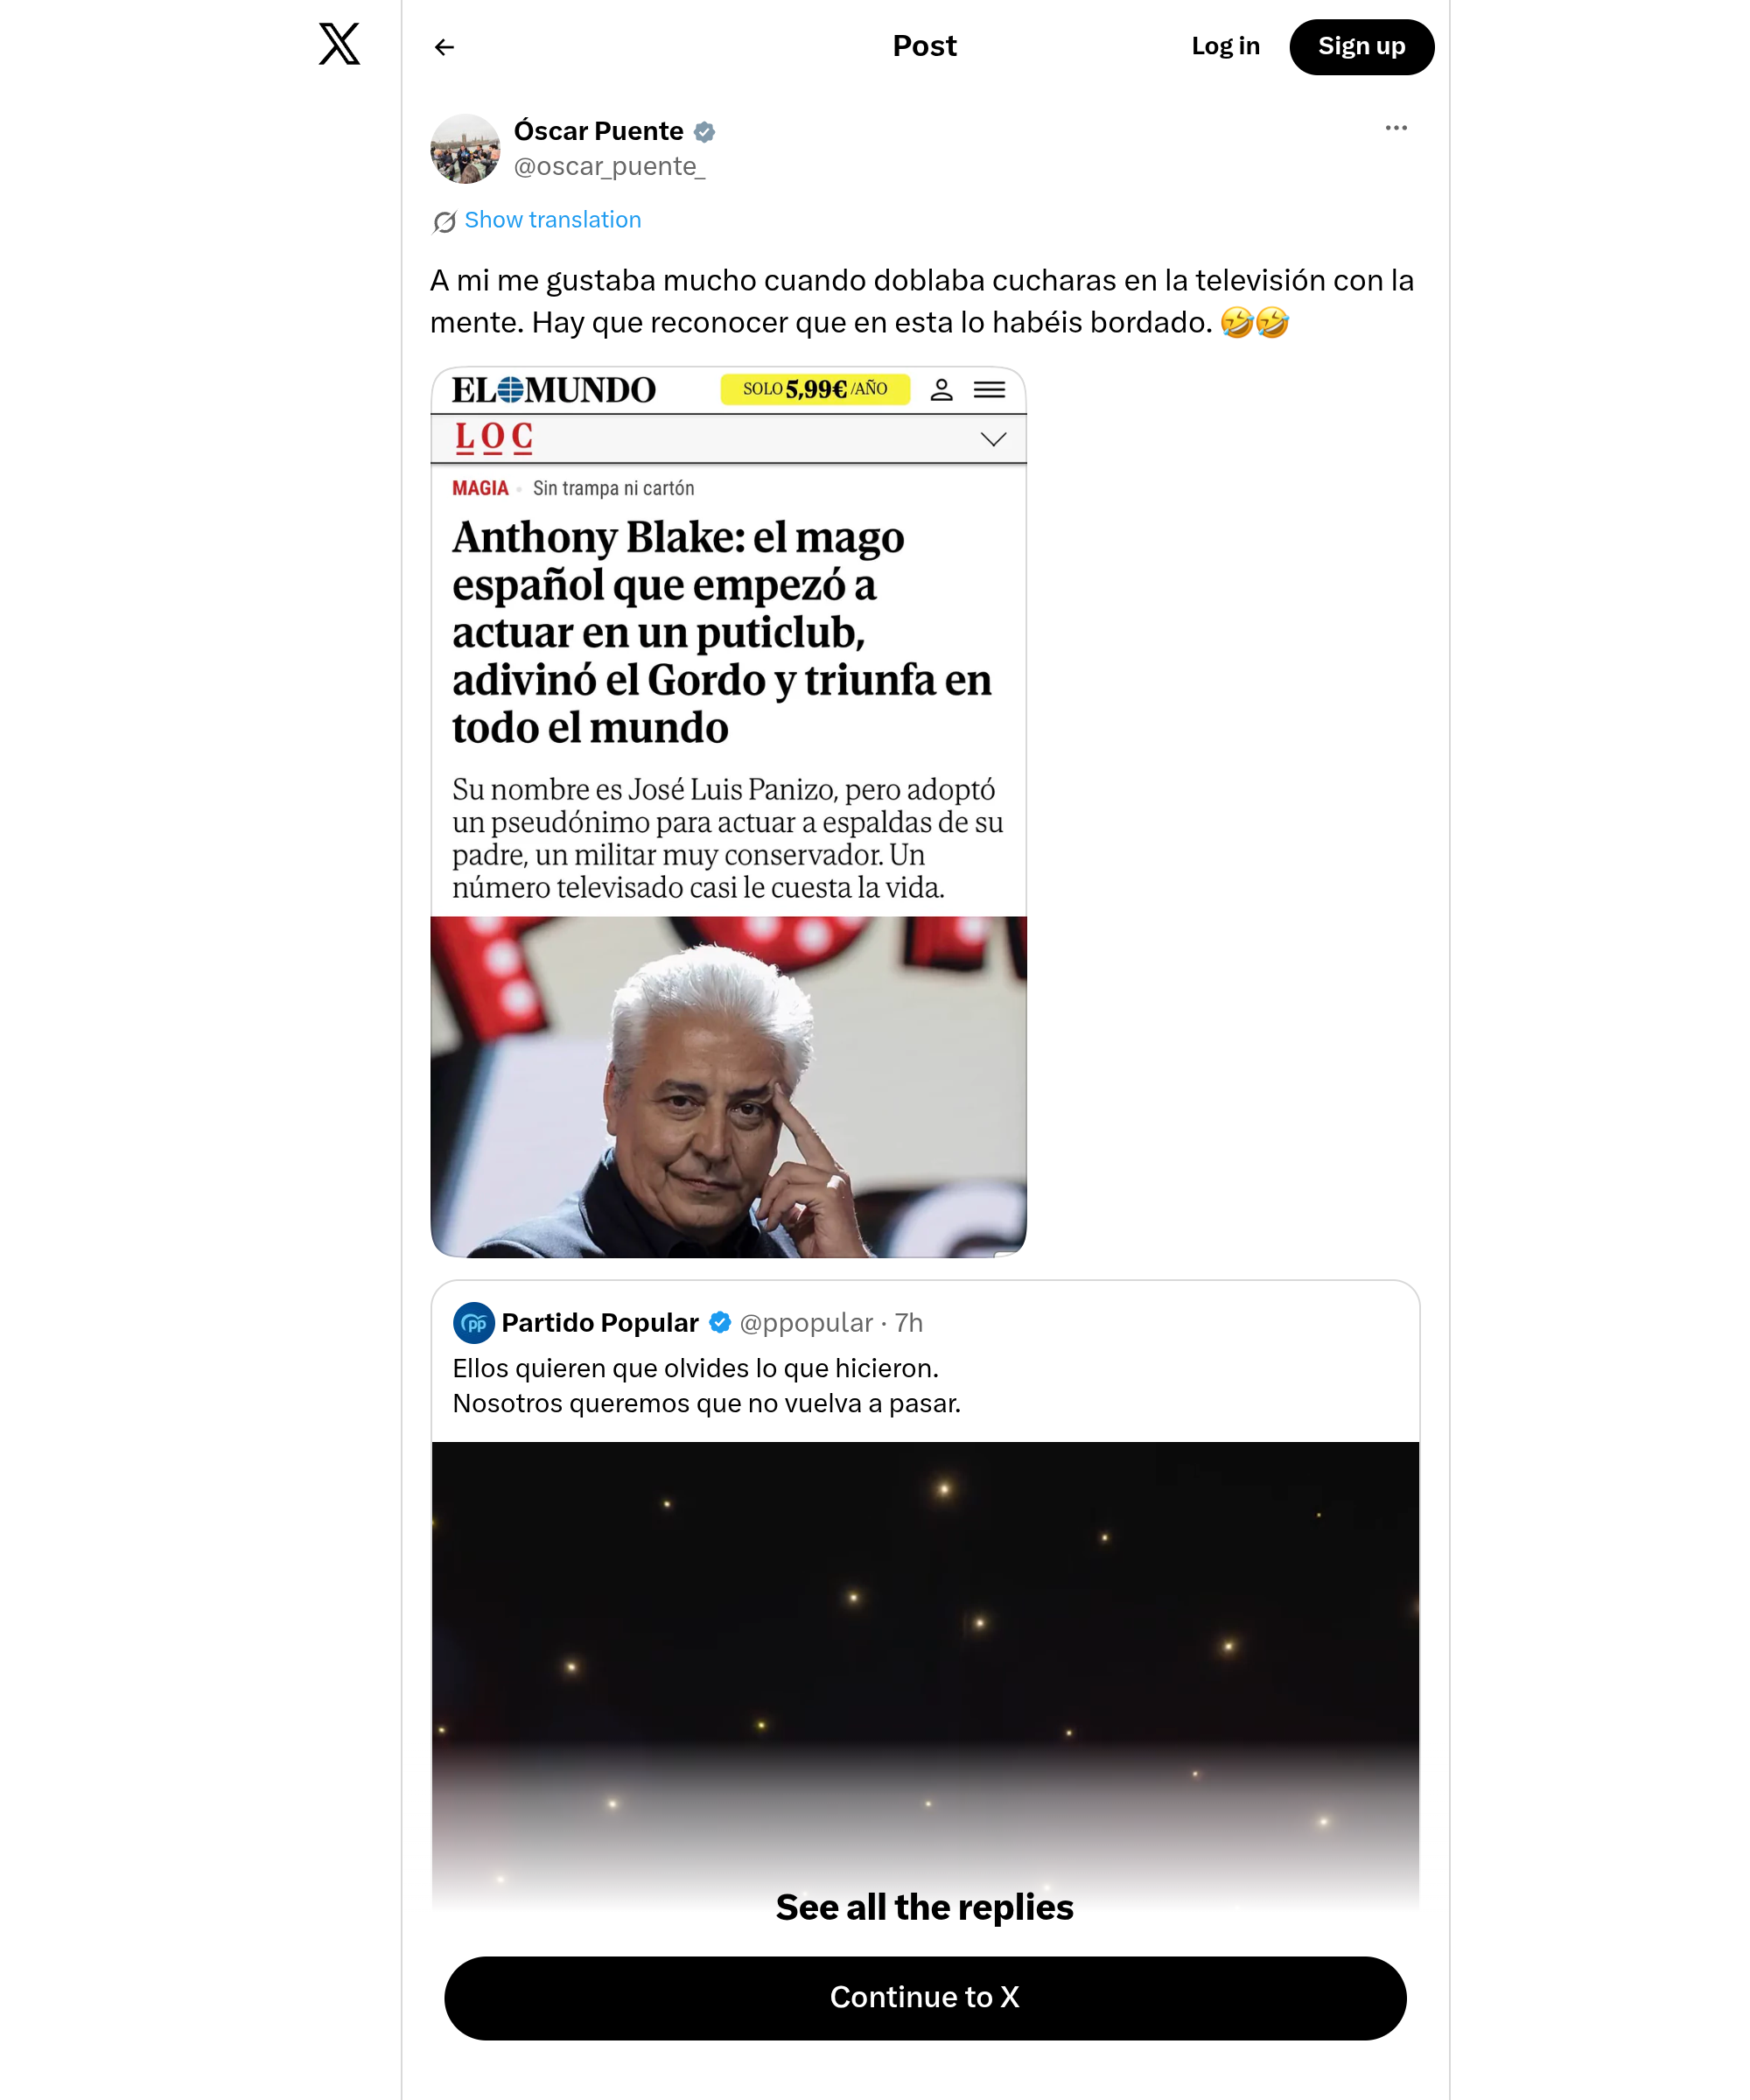 Post
Log in
Sign up
Óscar Puente
@oscar_puente_
Show translation
A mi me gustaba mucho cuando doblaba cucharas en la televisión con la
mente. Hay que reconocer que en esta lo habéis bordado. 🤣🤣
EL MUNDO
SOLO 5,99€ /AÑO
LOC
MAGIA • Sin trampa ni cartón
Anthony Blake: el mago
español que empezó a
actuar en un puticlub,
adivinó el Gordo y triunfa en
todo el mundo
Su nombre es José Luis Panizo, pero adoptó
un pseudónimo para actuar a espaldas de su
padre, un militar muy conservador. Un
número televisado casi le cuesta la vida.
pp
Partido Popular @ppopular · 7h
Ellos quieren que olvides lo que hicieron.
Nosotros queremos que no vuelva a pasar.
See all the replies
Continue to X